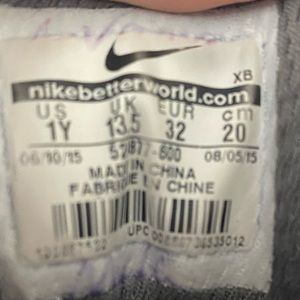 XB
nikebetterworld.com
US UK EUR cm
1Y 13.5 32 20
06/10/15 08/05/15
MADE IN CHINA
FABRIQUE EN CHINE